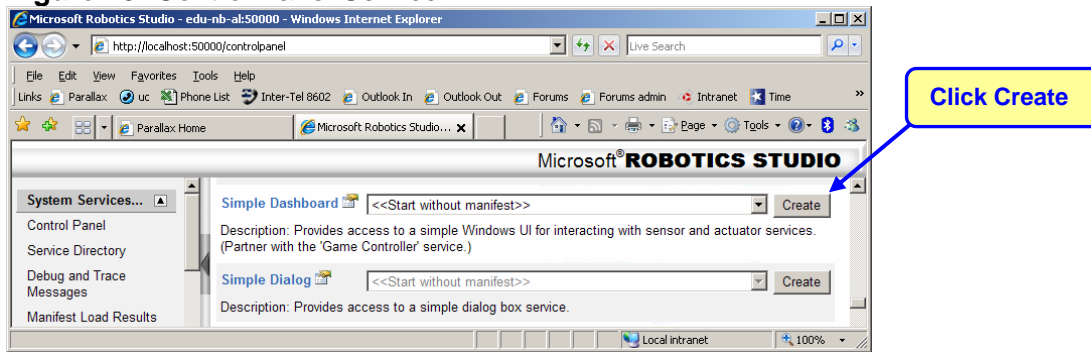 Microsoft Robotics Studio - edu-nb-al:50000 - Windows Internet Explorer
http://localhost:50000/controlpanel
Live Search
File Edit View Favorites Tools Help
Links Parallax uc Phone List Inter-Tel 8602 Outlook In Outlook Out Forums Forums admin Intranet Time »
Parallax Home Microsoft Robotics Studio... Page Tools
Click Create
Microsoft®ROBOTICS STUDIO
System Services...
Control Panel
Service Directory
Debug and Trace
Messages
Manifest Load Results
Simple Dashboard <<Start without manifest>> Create
Description: Provides access to a simple Windows UI for interacting with sensor and actuator services.
(Partner with the 'Game Controller' service.)
Simple Dialog <<Start without manifest>> Create
Description: Provides access to a simple dialog box service.
Local intranet 100%